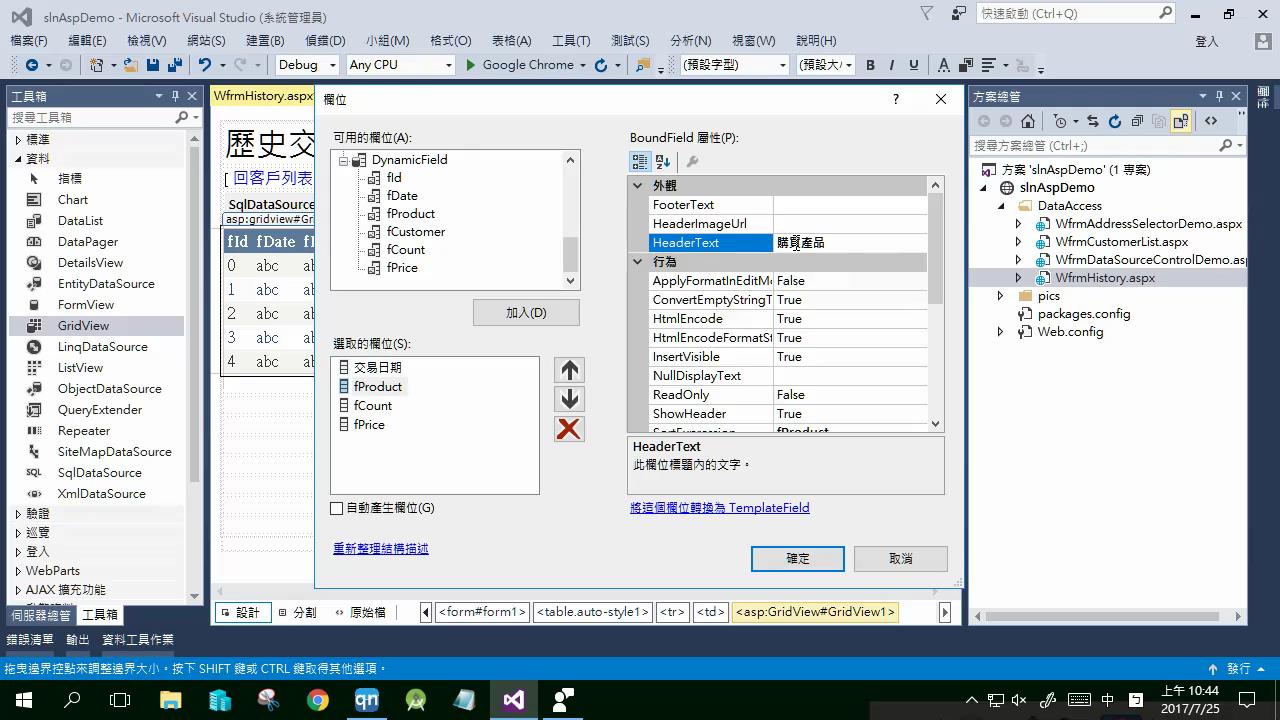 slnAspDemo - Microsoft Visual Studio (系統管理員)
快速啟動 (Ctrl+Q)
檔案(F) 編輯(E) 檢視(V) 網站(S) 建置(B) 偵錯(D) 小組(M) 格式(O) 表格(A) 工具(T) 測試(S) 分析(N) 視窗(W) 說明(H)
登入
Debug Any CPU Google Chrome (預設字型) (預設大/ B I U A
工具箱
搜尋工具箱
標準
資料
指標
Chart
DataList
DataPager
DetailsView
EntityDataSource
FormView
GridView
LinqDataSource
ListView
ObjectDataSource
QueryExtender
Repeater
SiteMapDataSource
SqlDataSource
XmlDataSource
驗證
巡覽
登入
WebParts
AJAX 擴充功能
伺服器總管 工具箱
錯誤清單 輸出 資料工具作業
WfrmHistory.aspx
歷史交
[ 回客戶列表
SqlDataSource
asp:gridview#Gr
fId fDate
0 abc
1 abc
2 abc
3 abc
4 abc
設計 分割 原始檔
<form#form1> <table.auto-style1> <tr> <td> <asp:GridView#GridView1>
欄位
?
可用的欄位(A):
DynamicField
fId
fDate
fProduct
fCustomer
fCount
fPrice
加入(D)
選取的欄位(S):
交易日期
fProduct
fCount
fPrice
自動產生欄位(G)
重新整理結構描述
BoundField 屬性(P):
外觀
FooterText
HeaderImageUrl
HeaderText 購買產品
行為
ApplyFormatInEditMo False
ConvertEmptyStringT True
HtmlEncode True
HtmlEncodeFormatSt True
InsertVisible True
NullDisplayText
ReadOnly False
ShowHeader True
SortExpression fProduct
HeaderText
此欄位標題內的文字。
將這個欄位轉換為 TemplateField
確定 取消
方案總管
搜尋方案總管 (Ctrl+;)
方案 'slnAspDemo' (1 專案)
slnAspDemo
DataAccess
WfrmAddressSelectorDemo.aspx
WfrmCustomerList.aspx
WfrmDataSourceControlDemo.asp
WfrmHistory.aspx
pics
packages.config
Web.config
拖曳邊界控點來調整邊界大小。按下 SHIFT 鍵或 CTRL 鍵取得其他選項。
發行
qn
中
上午 10:44
2017/7/25